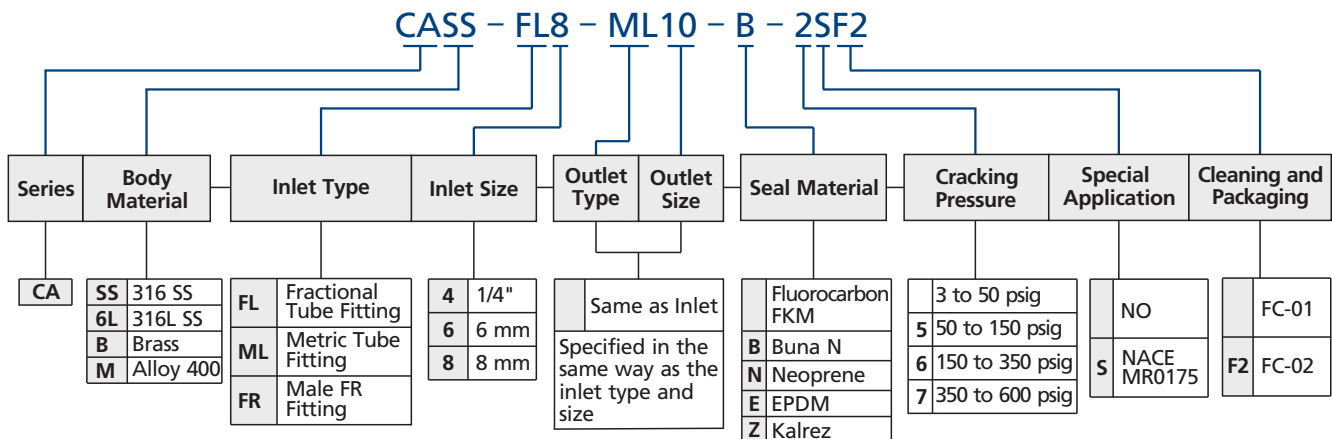 CASS – FL8 – ML10 – B – 2SF2
Series
Body
Material
Inlet Type
Inlet Size
Outlet
Type
Outlet
Size
Seal Material
Cracking
Pressure
Special
Application
Cleaning and
Packaging
CA
SS 316 SS
6L 316L SS
B Brass
M Alloy 400
FL Fractional
Tube Fitting
ML Metric Tube
Fitting
FR Male FR
Fitting
4 1/4"
6 6 mm
8 8 mm
Same as Inlet
Specified in the
same way as the
inlet type and
size
Fluorocarbon
FKM
B Buna N
N Neoprene
E EPDM
Z Kalrez
3 to 50 psig
5 50 to 150 psig
6 150 to 350 psig
7 350 to 600 psig
NO
S NACE
MR0175
FC-01
F2 FC-02